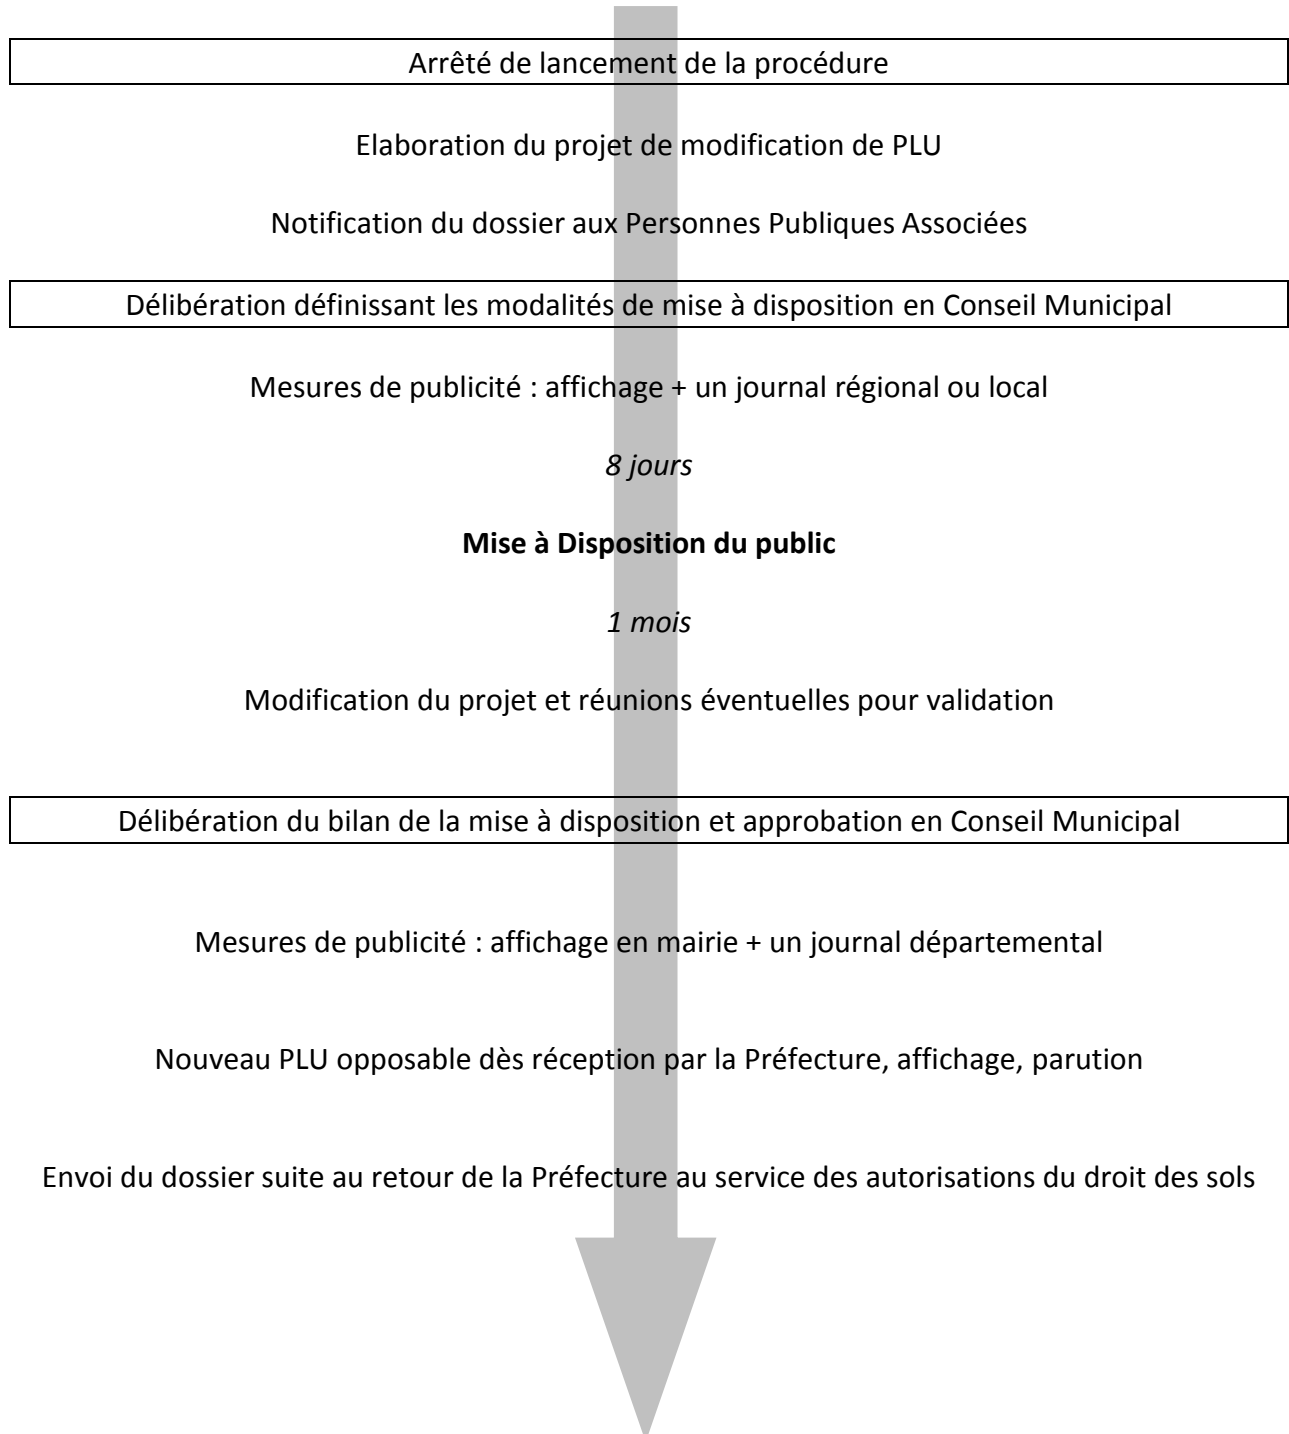 Arrêté de lancement de la procédure
Elaboration du projet de modification de PLU
Notification du dossier aux Personnes Publiques Associées
Délibération définissant les modalités de mise à disposition en Conseil Municipal
Mesures de publicité : affichage + un journal régional ou local
8 jours
Mise à Disposition du public
1 mois
Modification du projet et réunions éventuelles pour validation
Délibération du bilan de la mise à disposition et approbation en Conseil Municipal
Mesures de publicité : affichage en mairie + un journal départemental
Nouveau PLU opposable dès réception par la Préfecture, affichage, parution
Envoi du dossier suite au retour de la Préfecture au service des autorisations du droit des sols